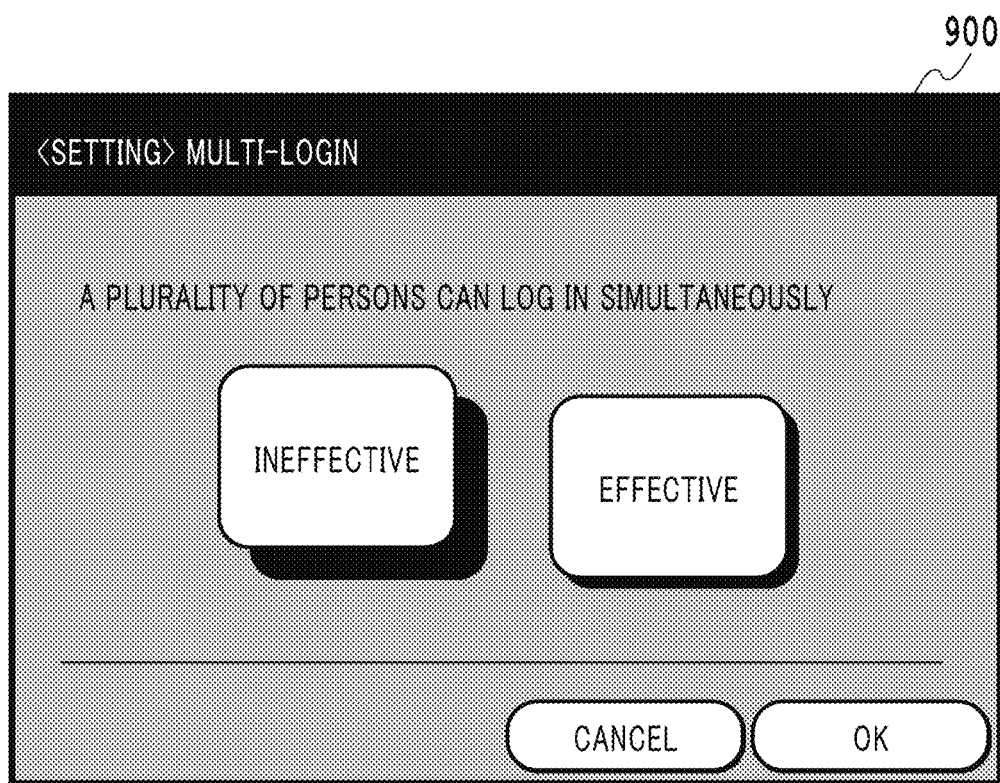 900
<SETTING> MULTI-LOGIN
A PLURALITY OF PERSONS CAN LOG IN SIMULTANEOUSLY
INEFFECTIVE
EFFECTIVE
CANCEL OK